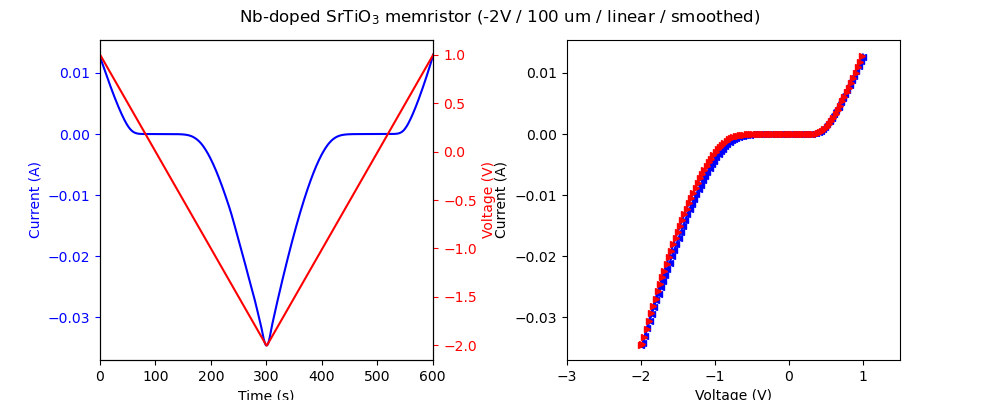 Nb-doped SrTiO₃ memristor (-2V / 100 um / linear / smoothed)
0.01
0.00
−0.01
−0.02
−0.03
Current (A)
1.0
0.5
0.0
−0.5
−1.0
−1.5
−2.0
Voltage (V)
0 100 200 300 400 500 600
Time (s)
0.01
0.00
−0.01
−0.02
−0.03
Current (A)
−3 −2 −1 0 1
Voltage (V)